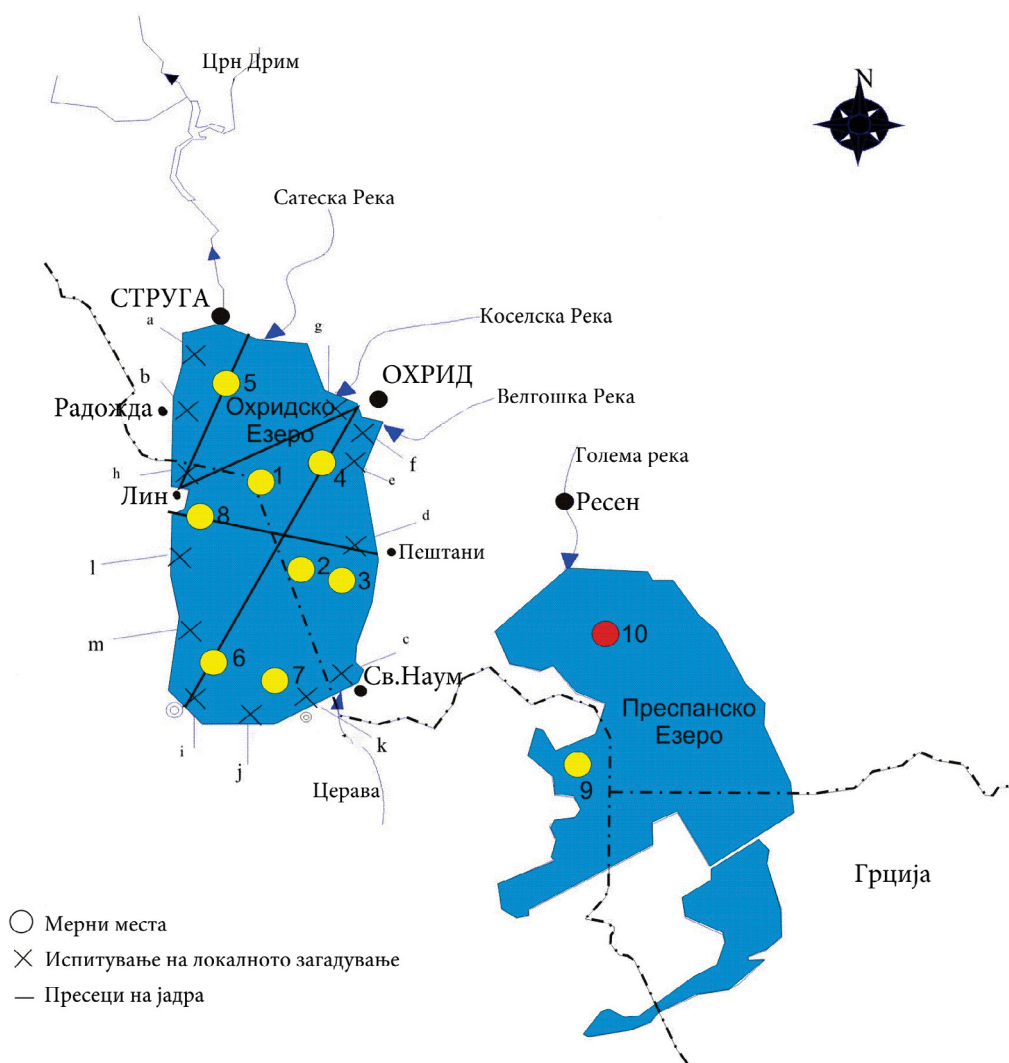 Црн Дрим
N
Сатеска Река
СТРУГА
a
g
Коселска Река
b
5
ОХРИД
Радожда
Охридско
Езеро
Велгошка Река
f
h
1
4
e
Голема река
Лин
8
Ресен
d
Пештани
l
2
3
m
c
10
6
7
Св.Наум
Преспанско
Езеро
i
j
k
9
Церава
Грција
Мерни места
Испитување на локалното загадување
Пресеци на јадра